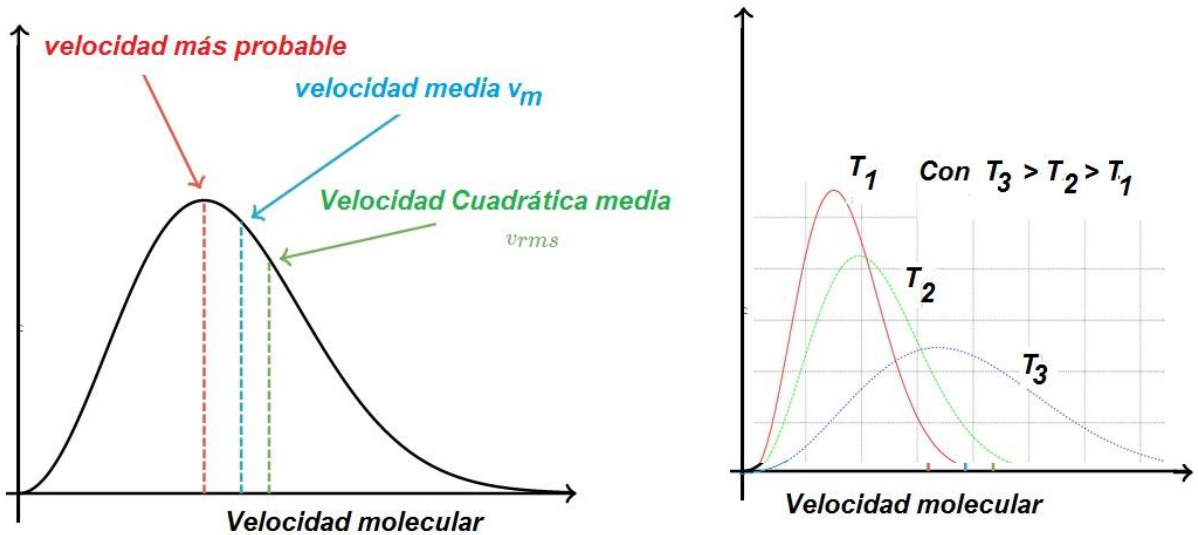 velocidad más probable
velocidad media vm
Velocidad Cuadrática media
vrms
Velocidad molecular
T1 Con T3 > T2 > T1
T2
T3
Velocidad molecular